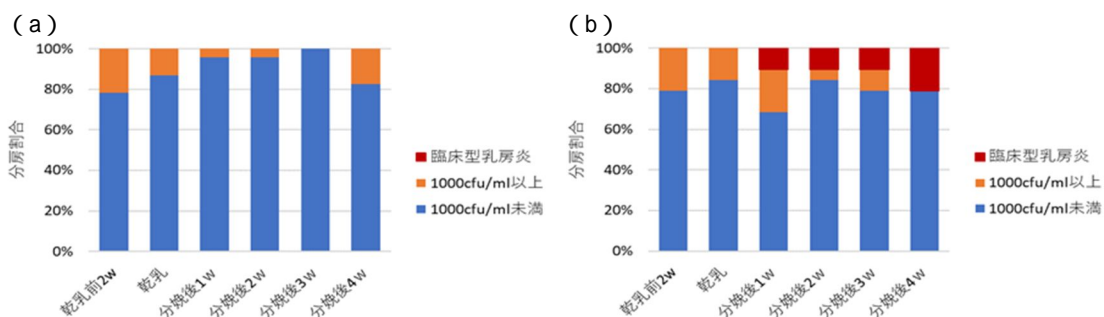 (a)
100%
80%
60%
40%
20%
0%
分房割合
乾乳前2w
乾乳
分娩後1w
分娩後2w
分娩後3w
分娩後4w
臨床型乳房炎
1000cfu/ml以上
1000cfu/ml未満
(b)
100%
80%
60%
40%
20%
0%
分房割合
乾乳前2w
乾乳
分娩後1w
分娩後2w
分娩後3w
分娩後4w
臨床型乳房炎
1000cfu/ml以上
1000cfu/ml未満